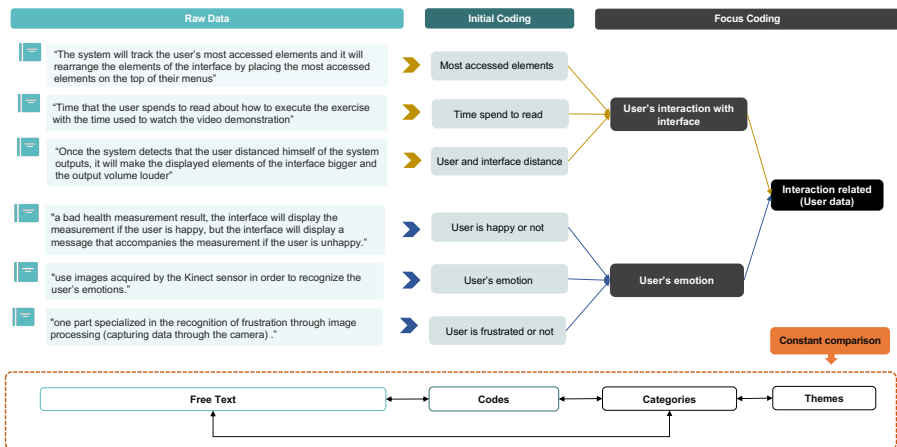 Raw Data
Initial Coding
Focus Coding
“The system will track the user’s most accessed elements and it will
rearrange the elements of the interface by placing the most accessed
elements on the top of their menus”
Most accessed elements
“Time that the user spends to read about how to execute the exercise
with the time used to watch the video demonstration”
Time spend to read
User’s interaction with
interface
“Once the system detects that the user distanced himself of the system
outputs, it will make the displayed elements of the interface bigger and
the output volume louder”
User and interface distance
Interaction related
(User data)
"a bad health measurement result, the interface will display the
measurement if the user is happy, but the interface will display a
message that accompanies the measurement if the user is unhappy.”
User is happy or not
"use images acquired by the Kinect sensor in order to recognize the
user’s emotions.”
User’s emotion
User’s emotion
"one part specialized in the recognition of frustration through image
processing (capturing data through the camera) .”
User is frustrated or not
Constant comparison
Free Text
Codes
Categories
Themes